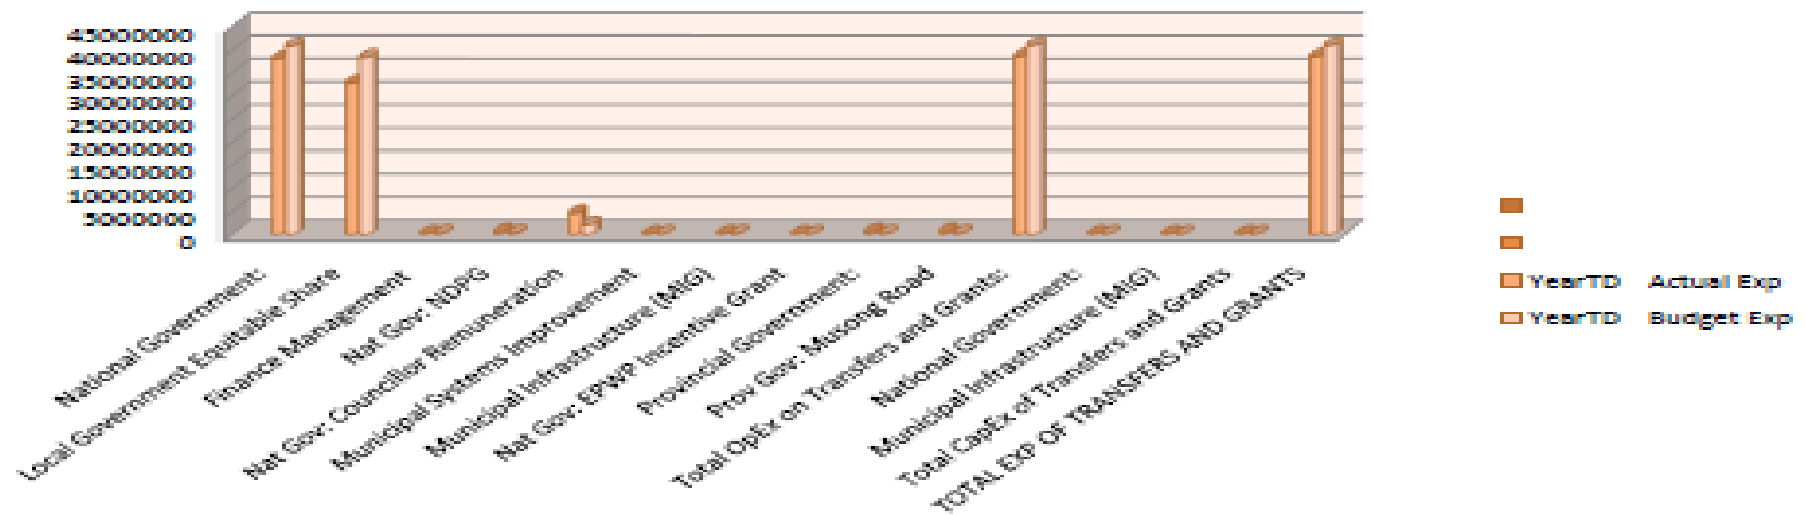 45000000
40000000
35000000
30000000
25000000
20000000
15000000
10000000
5000000
0
National Government:
Local Government Equitable Share
Finance Management
Nat Gov: NDPG
Nat Gov: Councillor Remuneration
Municipal Systems Improvement
Municipal Infrastructure (MIG)
Nat Gov: EPWP Incentive Grant
Provincial Government:
Prov Gov: Musong Road
Total OpEx on Transfers and Grants:
National Government:
Municipal Infrastructure (MIG)
Total CapEx of Transfers and Grants
TOTAL EXP OF TRANSFERS AND GRANTS
YearTD Actual Exp
YearTD Budget Exp